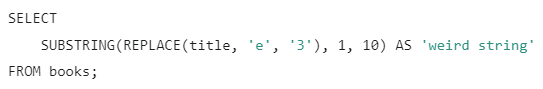 SELECT
    SUBSTRING(REPLACE(title, 'e', '3'), 1, 10) AS 'weird string'
FROM books;